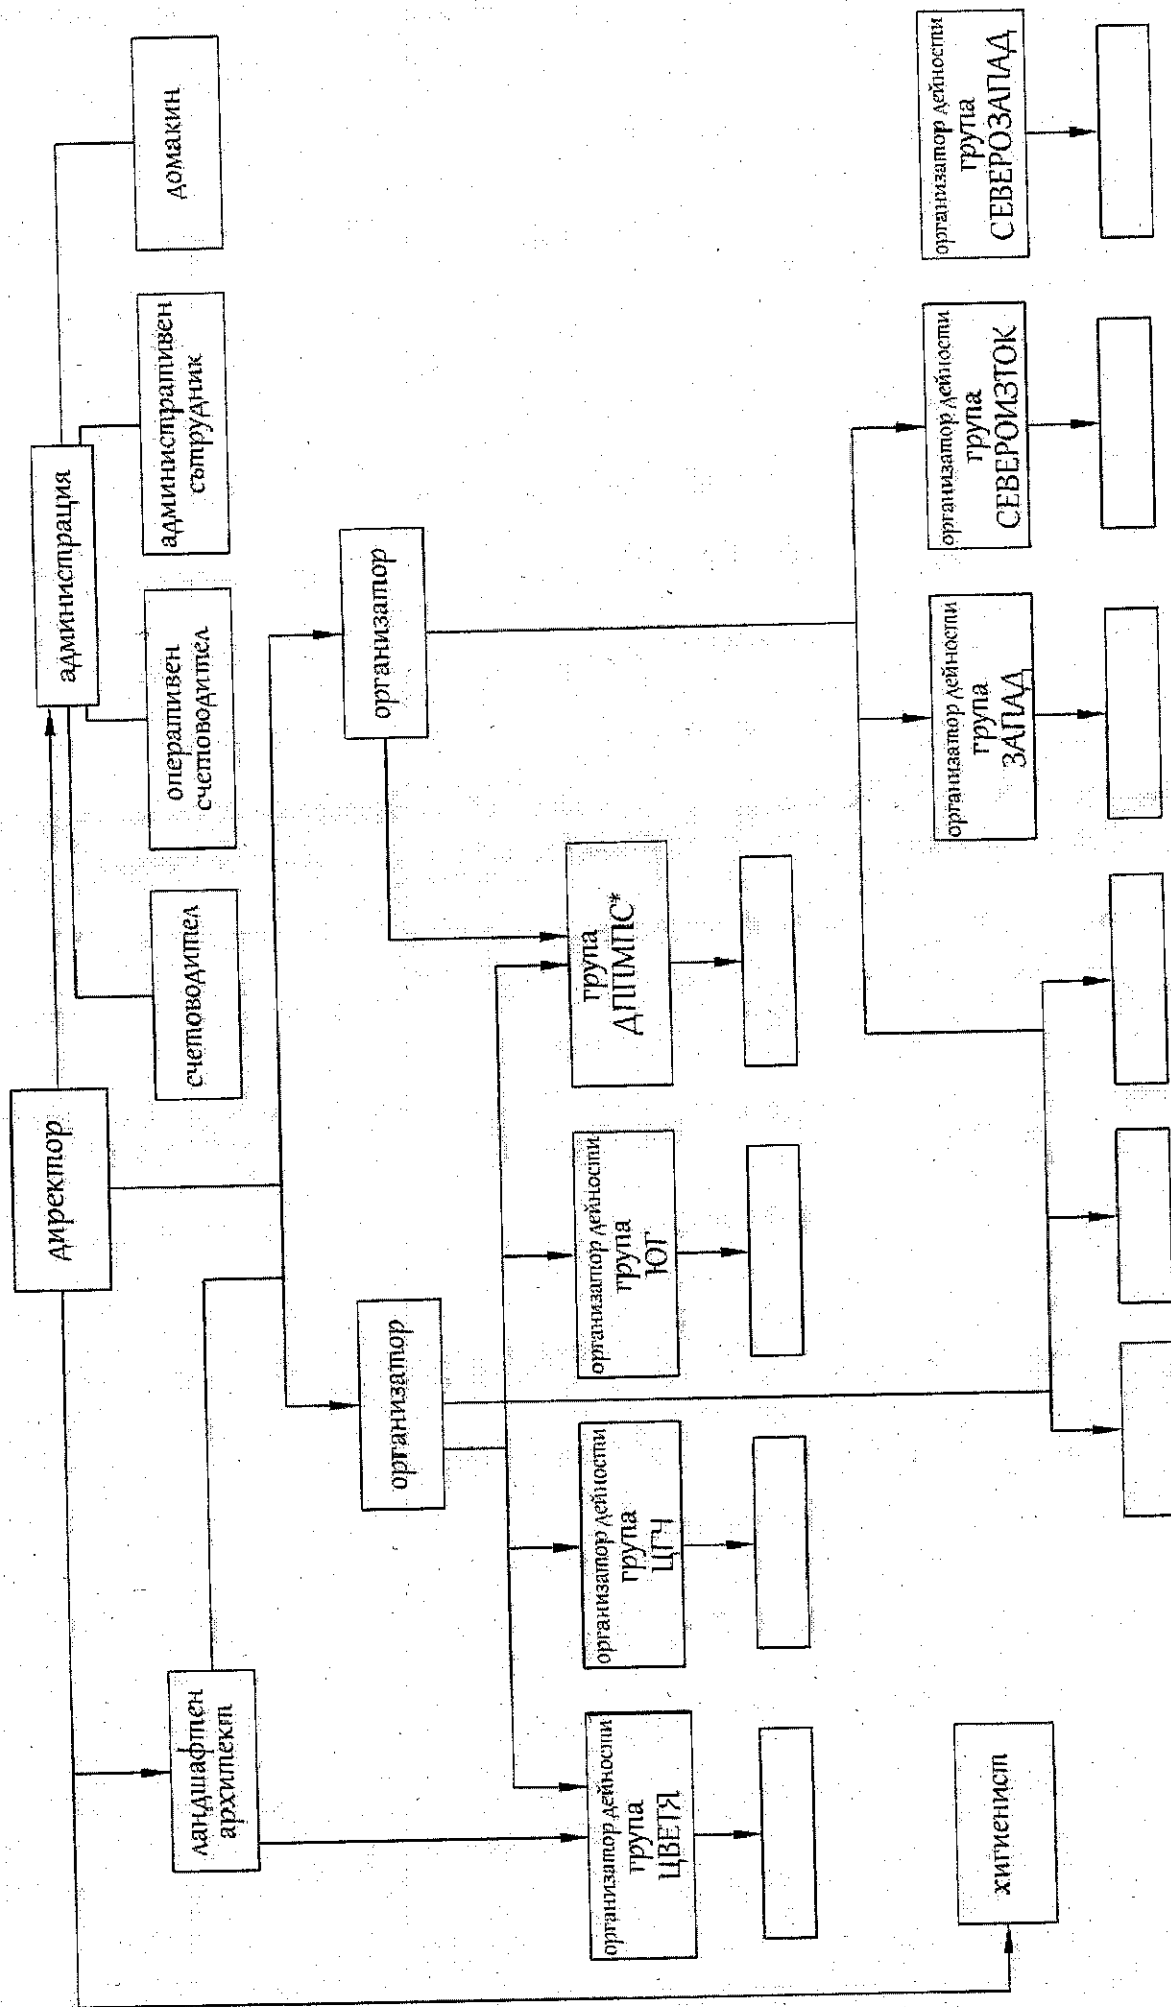 директор
администрация
счетоводител
оперативен
счетоводител
административен
сътрудник
домакин
ландшафтен
архитект
организатор
организатор
организатор дейности
група
ЦВЕТЯ
организатор дейности
група
ЦГЧ
организатор дейности
група
ЮГ
група
ДППМПС*
организатор дейности
група
ЗАПАД
организатор дейности
група
СЕВЕРОИЗТОК
организатор дейности
група
СЕВЕРОЗАПАД
хигиенист